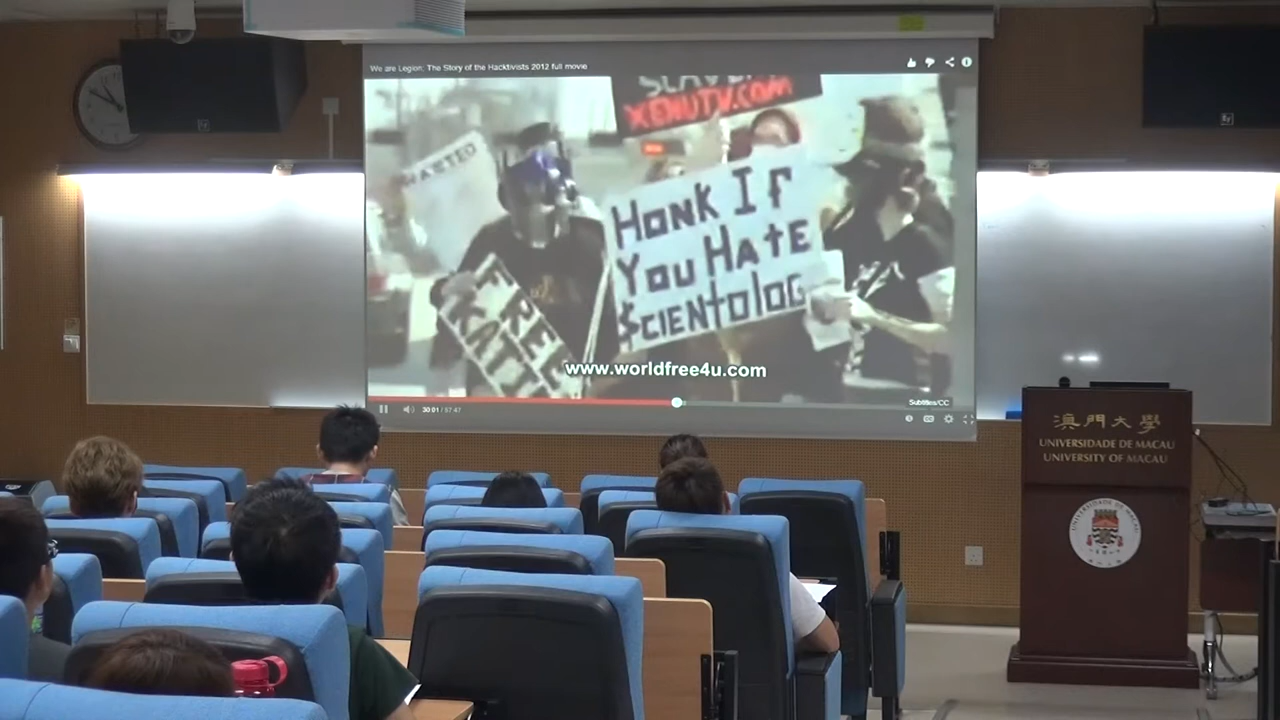 We are Legion: The Story of the Hacktivists 2012 full movie
XENUTV.COM
WANTED
HONK IF
YOU HATE
$CIENTOLOG
FREE
KATIE
www.worldfree4u.com
30:01 / 57:47
Subtitles/CC
澳門大學
UNIVERSIDADE DE MACAU
UNIVERSITY OF MACAU